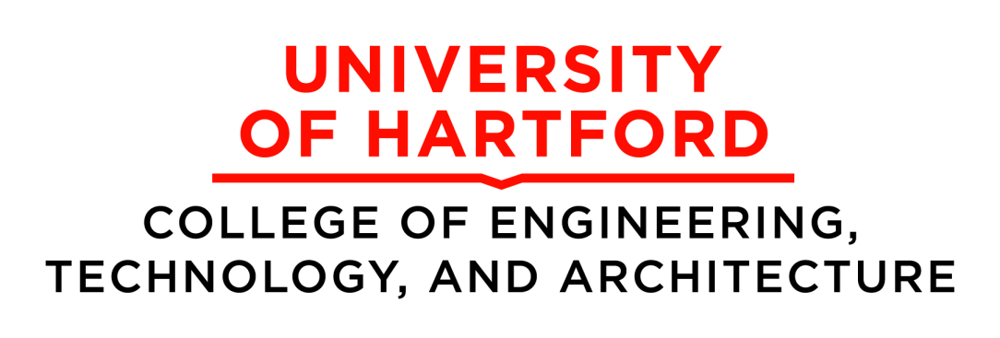 UNIVERSITY
OF HARTFORD
COLLEGE OF ENGINEERING,
TECHNOLOGY, AND ARCHITECTURE